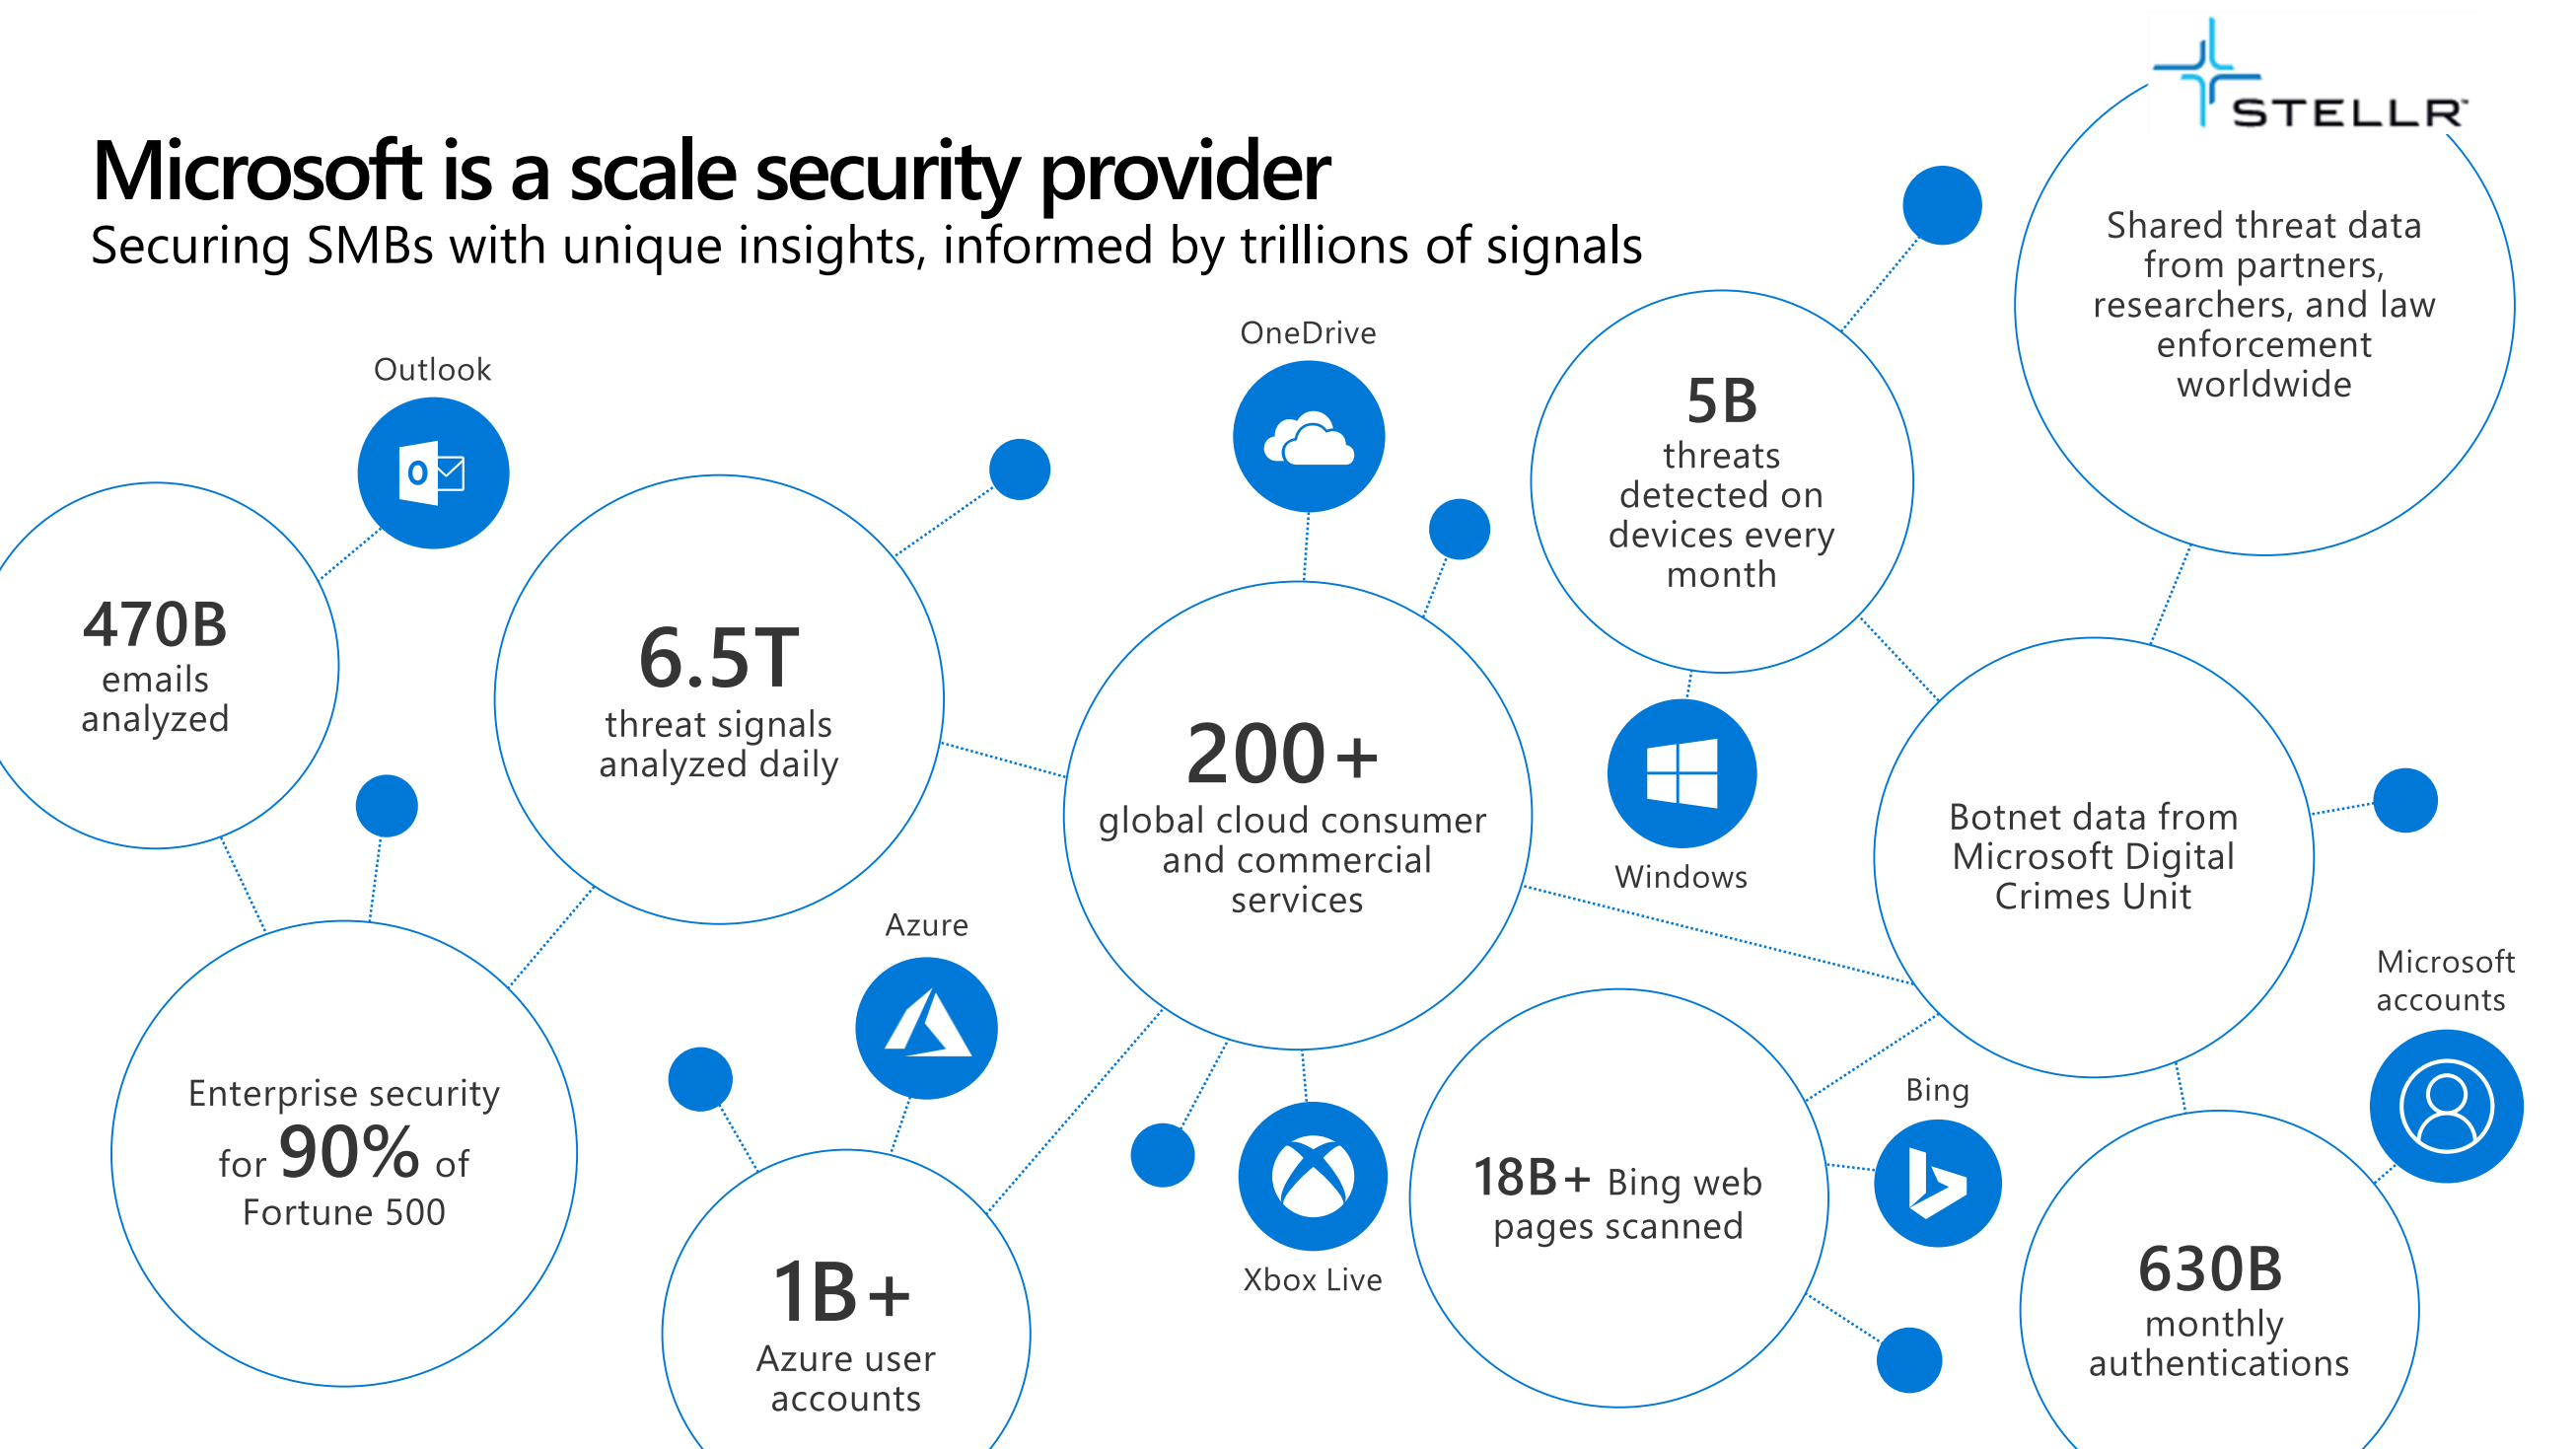 STELLR™
Microsoft is a scale security provider
Securing SMBs with unique insights, informed by trillions of signals
Shared threat data
from partners,
researchers, and law
enforcement
worldwide
OneDrive
Outlook
5B
threats
detected on
devices every
month
470B
emails
analyzed
6.5T
threat signals
analyzed daily
200+
global cloud consumer
and commercial
services
Windows
Botnet data from
Microsoft Digital
Crimes Unit
Azure
Microsoft
accounts
Enterprise security
for 90% of
Fortune 500
Bing
18B+ Bing web
pages scanned
Xbox Live
1B+
Azure user
accounts
630B
monthly
authentications